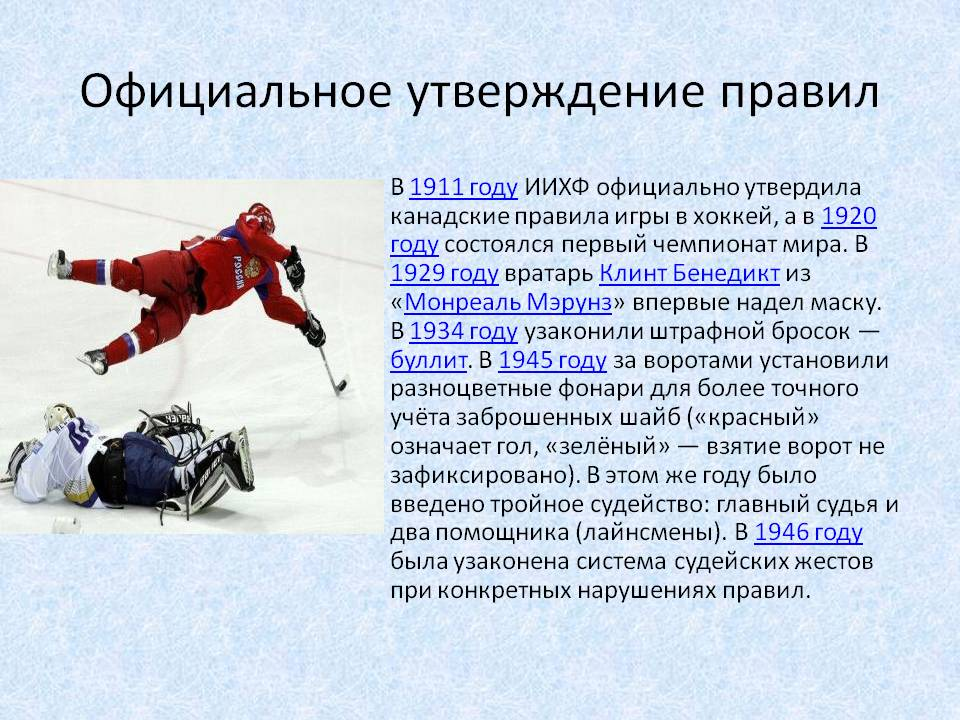 Официальное утверждение правил
В 1911 году ИИХФ официально утвердила
канадские правила игры в хоккей, а в 1920
году состоялся первый чемпионат мира. В
1929 году вратарь Клинт Бенедикт из
«Монреаль Мэрунз» впервые надел маску.
В 1934 году узаконили штрафной бросок —
буллит. В 1945 году за воротами установили
разноцветные фонари для более точного
учёта заброшенных шайб («красный»
означает гол, «зелёный» — взятие ворот не
зафиксировано). В этом же году было
введено тройное судейство: главный судья и
два помощника (лайнсмены). В 1946 году
была узаконена система судейских жестов
при конкретных нарушениях правил.
РОССИЯ